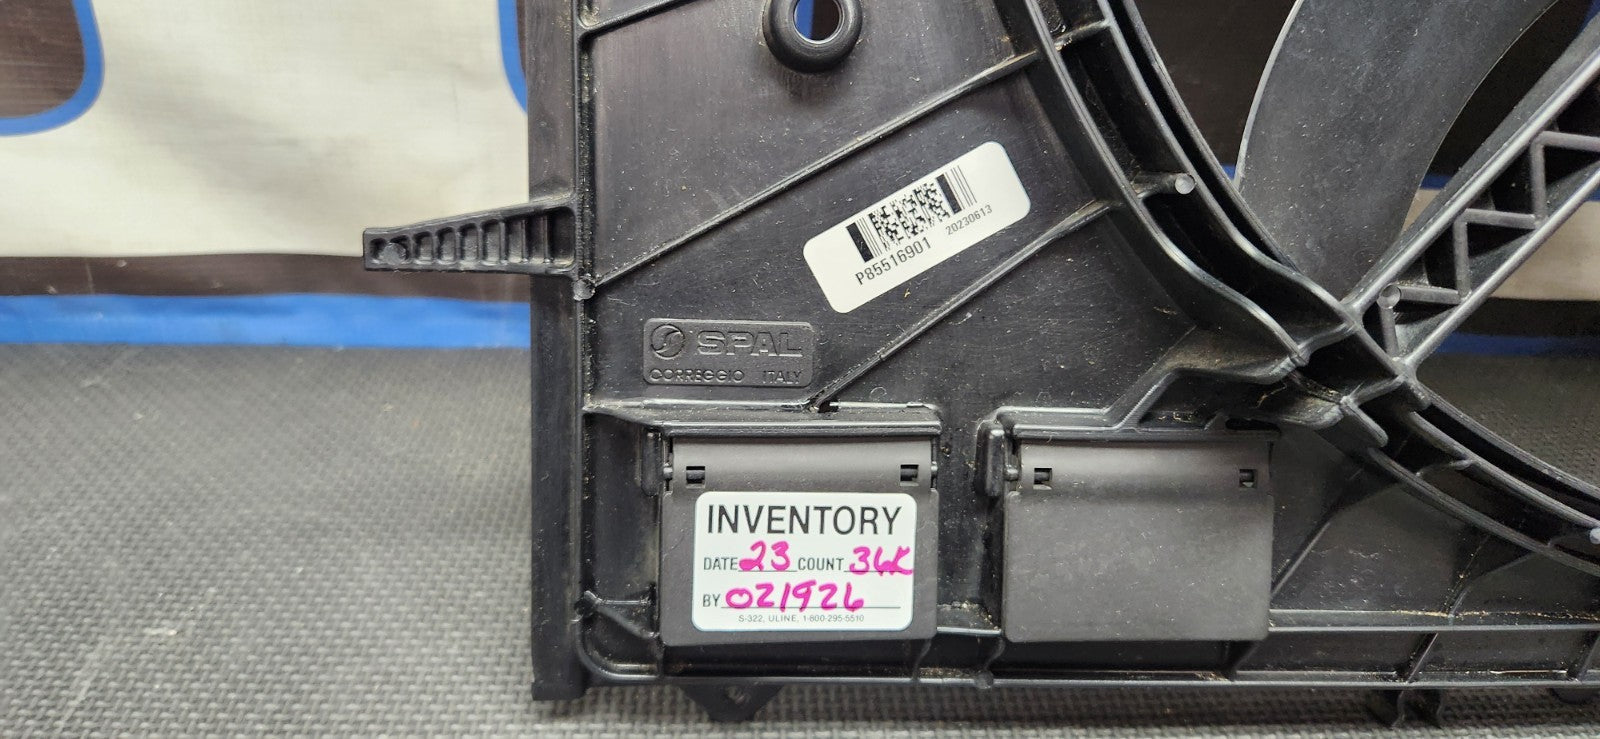 20230613
P85516901
SPAL
CORREGGIO ITALY
INVENTORY
DATE 23 COUNT 36K
BY 021926
S-322, ULINE, 1-800-295-5510